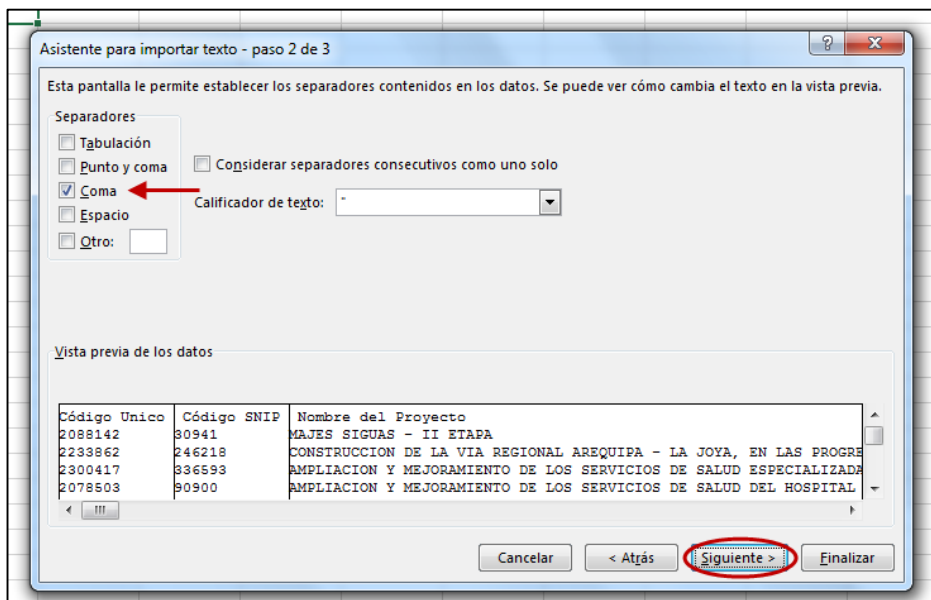 Asistente para importar texto - paso 2 de 3
Esta pantalla le permite establecer los separadores contenidos en los datos. Se puede ver cómo cambia el texto en la vista previa.
Separadores
Tabulación
Punto y coma
Coma
Espacio
Otro:
Considerar separadores consecutivos como uno solo
Calificador de texto: "
Vista previa de los datos
Código Unico Código SNIP Nombre del Proyecto
2088142 30941 MAJES SIGUAS - II ETAPA
2233862 246218 CONSTRUCCION DE LA VIA REGIONAL AREQUIPA - LA JOYA, EN LAS PROGRE
2300417 336593 AMPLIACION Y MEJORAMIENTO DE LOS SERVICIOS DE SALUD ESPECIALIZADA
2078503 90900 AMPLIACION Y MEJORAMIENTO DE LOS SERVICIOS DE SALUD DEL HOSPITAL
Cancelar < Atrás Siguiente > Finalizar